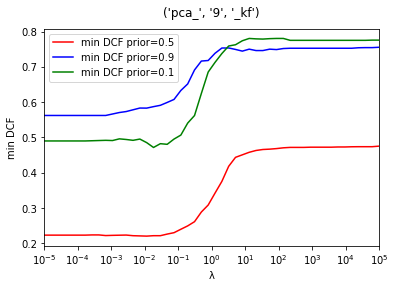 ('pca_', '9', '_kf')
min DCF prior=0.5
min DCF prior=0.9
min DCF prior=0.1
min DCF
0.8
0.7
0.6
0.5
0.4
0.3
0.2
10⁻⁵ 10⁻⁴ 10⁻³ 10⁻² 10⁻¹ 10⁰ 10¹ 10² 10³ 10⁴ 10⁵
λ